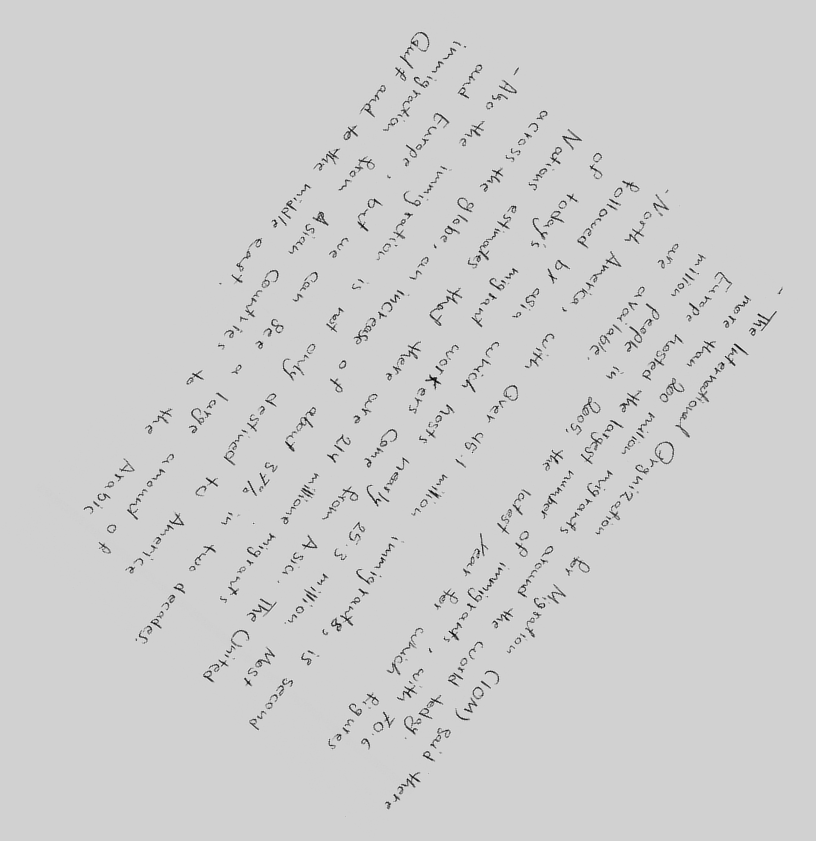 - The International Orgnization for Migration (IOM) said there
more than 200 million migrants around the world today.
Europe hosted the largest number of immigrants, with 70.6
million people in 2005, the latest year for which figures
are available.
- North America, with over 45.1 million immigrants, is second
followed by asia which hosts nearly 25.3 million. Most
of today's migrant workers come from Asia. The United
Nations estimates that there are 214 millione migrants
across the globe, an increase of about 37% in two decades.
- Also the immigration is not only destined to America
and Europe, but we can see a large amount of
immigration from Asian Countries to the Arabic
Gulf and to the middle east.